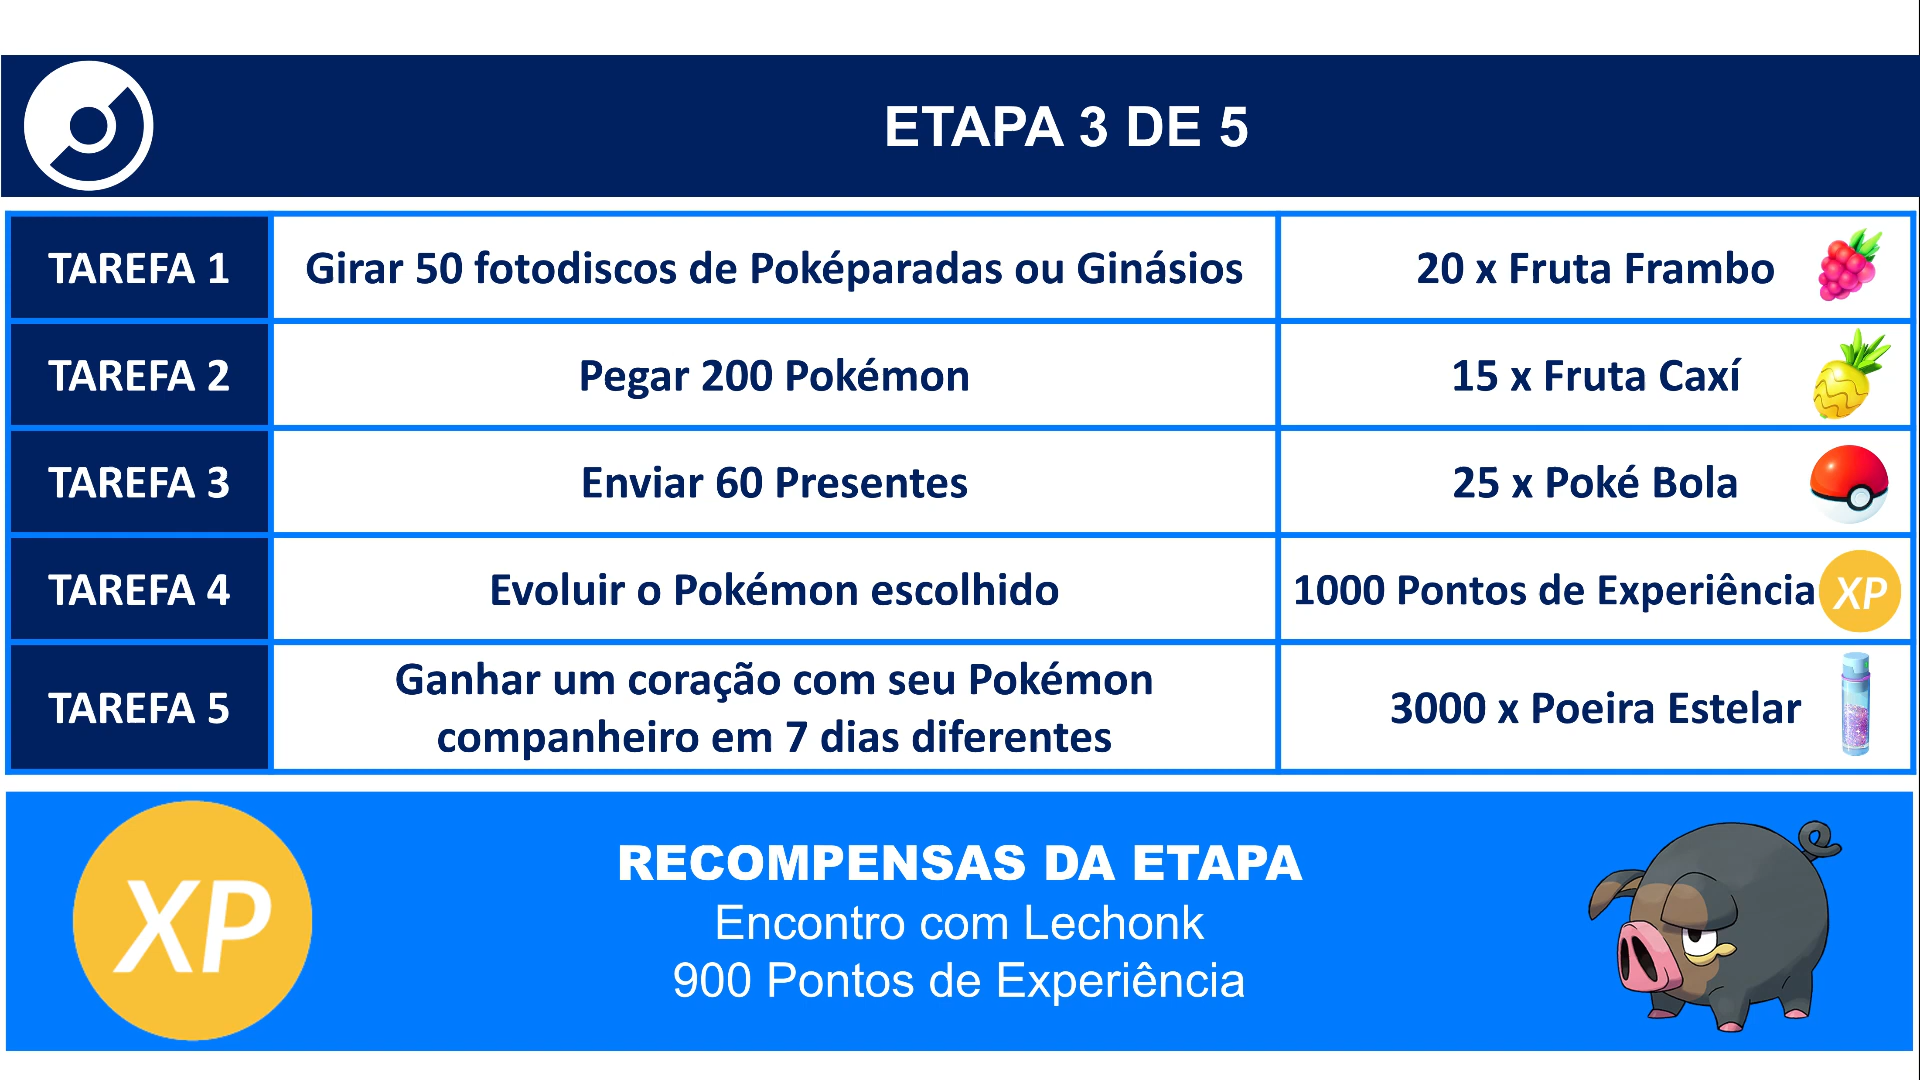 ETAPA 3 DE 5
TAREFA 1
Girar 50 fotodiscos de Poképaradas ou Ginásios
20 x Fruta Frambo
TAREFA 2
Pegar 200 Pokémon
15 x Fruta Caxí
TAREFA 3
Enviar 60 Presentes
25 x Poké Bola
TAREFA 4
Evoluir o Pokémon escolhido
1000 Pontos de Experiência
XP
TAREFA 5
Ganhar um coração com seu Pokémon
companheiro em 7 dias diferentes
3000 x Poeira Estelar
XP
RECOMPENSAS DA ETAPA
Encontro com Lechonk
900 Pontos de Experiência